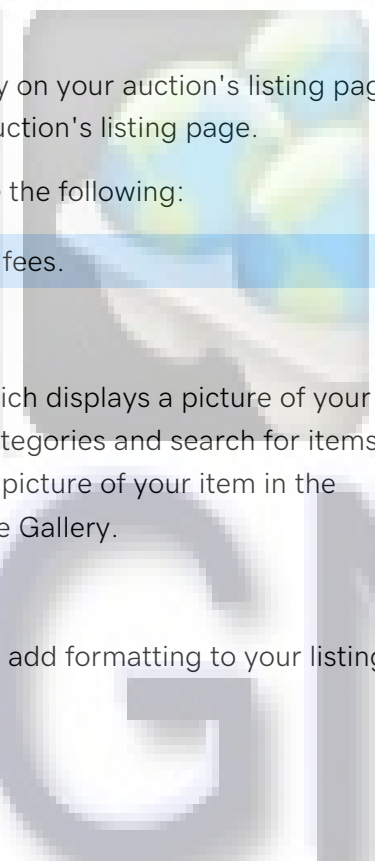 y on your auction's listing pag
uction's listing page.
the following:
fees.
ich displays a picture of your
tegories and search for items
picture of your item in the
e Gallery.
add formatting to your listing
G